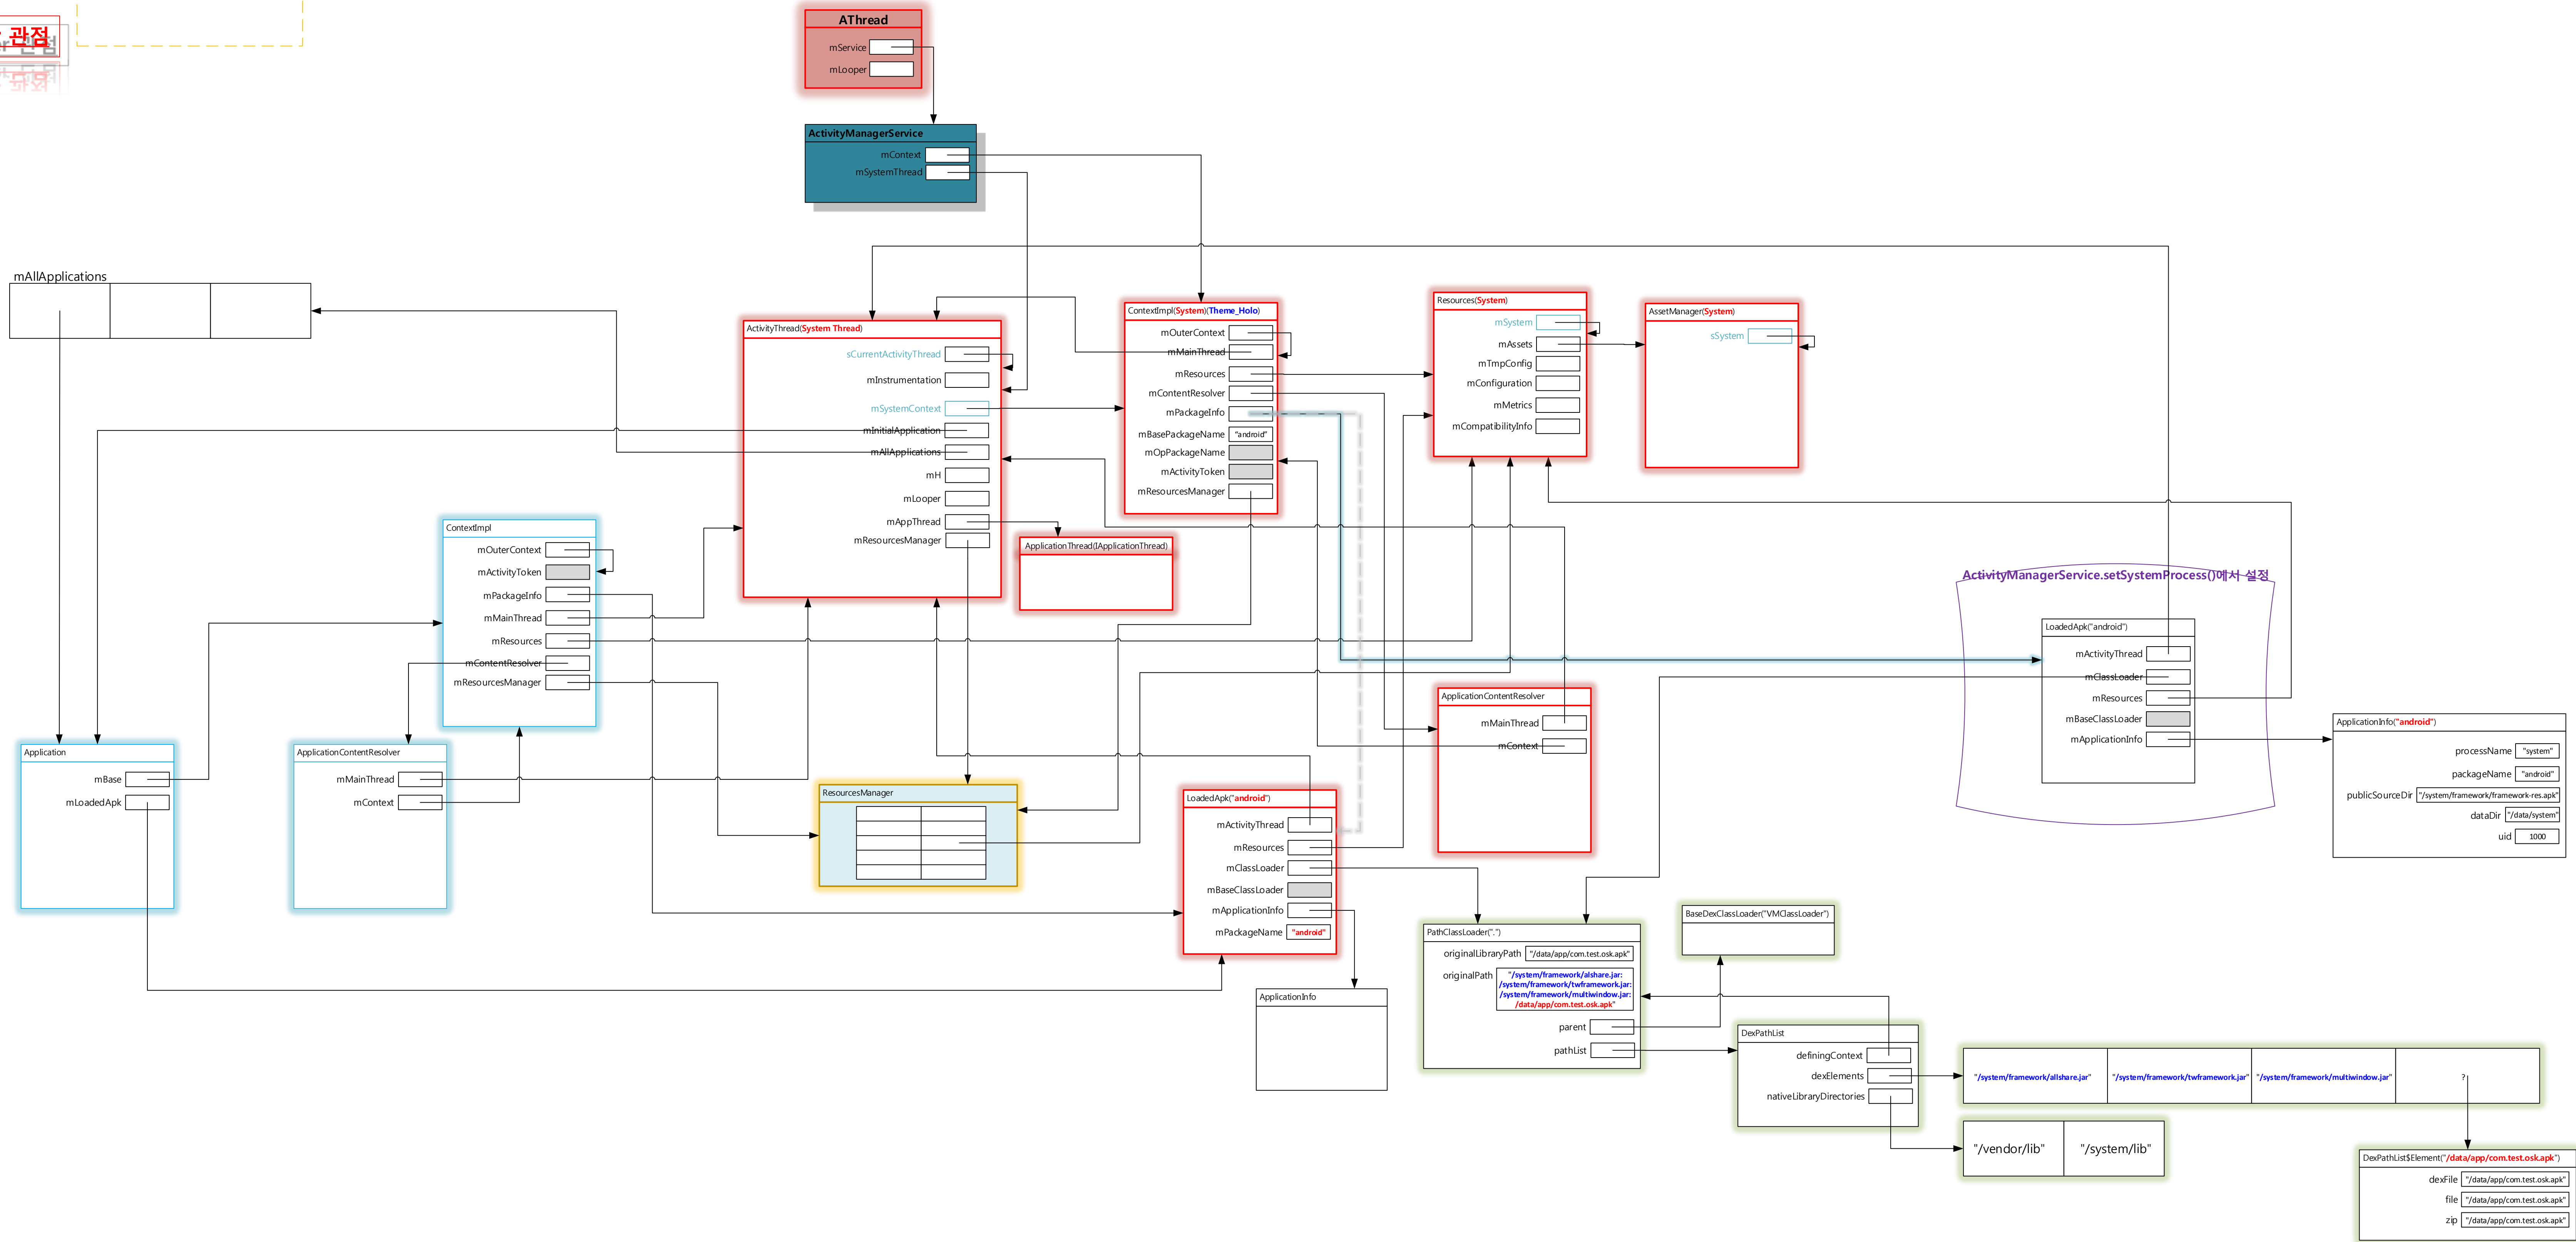 관점
AThread
mService
mLooper
ActivityManagerService
mContext
mSystemThread
mAllApplications
ActivityThread(System Thread)
sCurrentActivityThread
mInstrumentation
mSystemContext
mInitialApplication
mAllApplications
mH
mLooper
mAppThread
mResourcesManager
ContextImpl(System)(Theme_Holo)
mOuterContext
mMainThread
mResources
mContentResolver
mPackageInfo
mBasePackageName "android"
mOpPackageName
mActivityToken
mResourcesManager
Resources(System)
mSystem
mAssets
mTmpConfig
mConfiguration
mMetrics
mCompatibilityInfo
AssetManager(System)
sSystem
ContextImpl
mOuterContext
mActivityToken
mPackageInfo
mMainThread
mResources
mContentResolver
mResourcesManager
ApplicationThread(IApplicationThread)
ActivityManagerService.setSystemProcess()에서 설정
LoadedApk("android")
mActivityThread
mClassLoader
mResources
mBaseClassLoader
mApplicationInfo
ApplicationInfo("android")
processName "system"
packageName "android"
publicSourceDir "/system/framework/framework-res.apk"
dataDir "/data/system"
uid 1000
Application
mBase
mLoadedApk
ApplicationContentResolver
mMainThread
mContext
ResourcesManager
LoadedApk("android")
mActivityThread
mResources
mClassLoader
mBaseClassLoader
mApplicationInfo
mPackageName "android"
ApplicationContentResolver
mMainThread
mContext
ApplicationInfo
PathClassLoader(".")
originalLibraryPath "/data/app/com.test.osk.apk"
originalPath "/system/framework/alshare.jar:
/system/framework/twframework.jar:
/system/framework/multiwindow.jar:
/data/app/com.test.osk.apk"
parent
pathList
BaseDexClassLoader("VMClassLoader")
DexPathList
definingContext
dexElements
nativeLibraryDirectories
"/system/framework/allshare.jar" "/system/framework/twframework.jar" "/system/framework/multiwindow.jar" ?
"/vendor/lib" "/system/lib"
DexPathList$Element("/data/app/com.test.osk.apk")
dexFile "/data/app/com.test.osk.apk"
file "/data/app/com.test.osk.apk"
zip "/data/app/com.test.osk.apk"